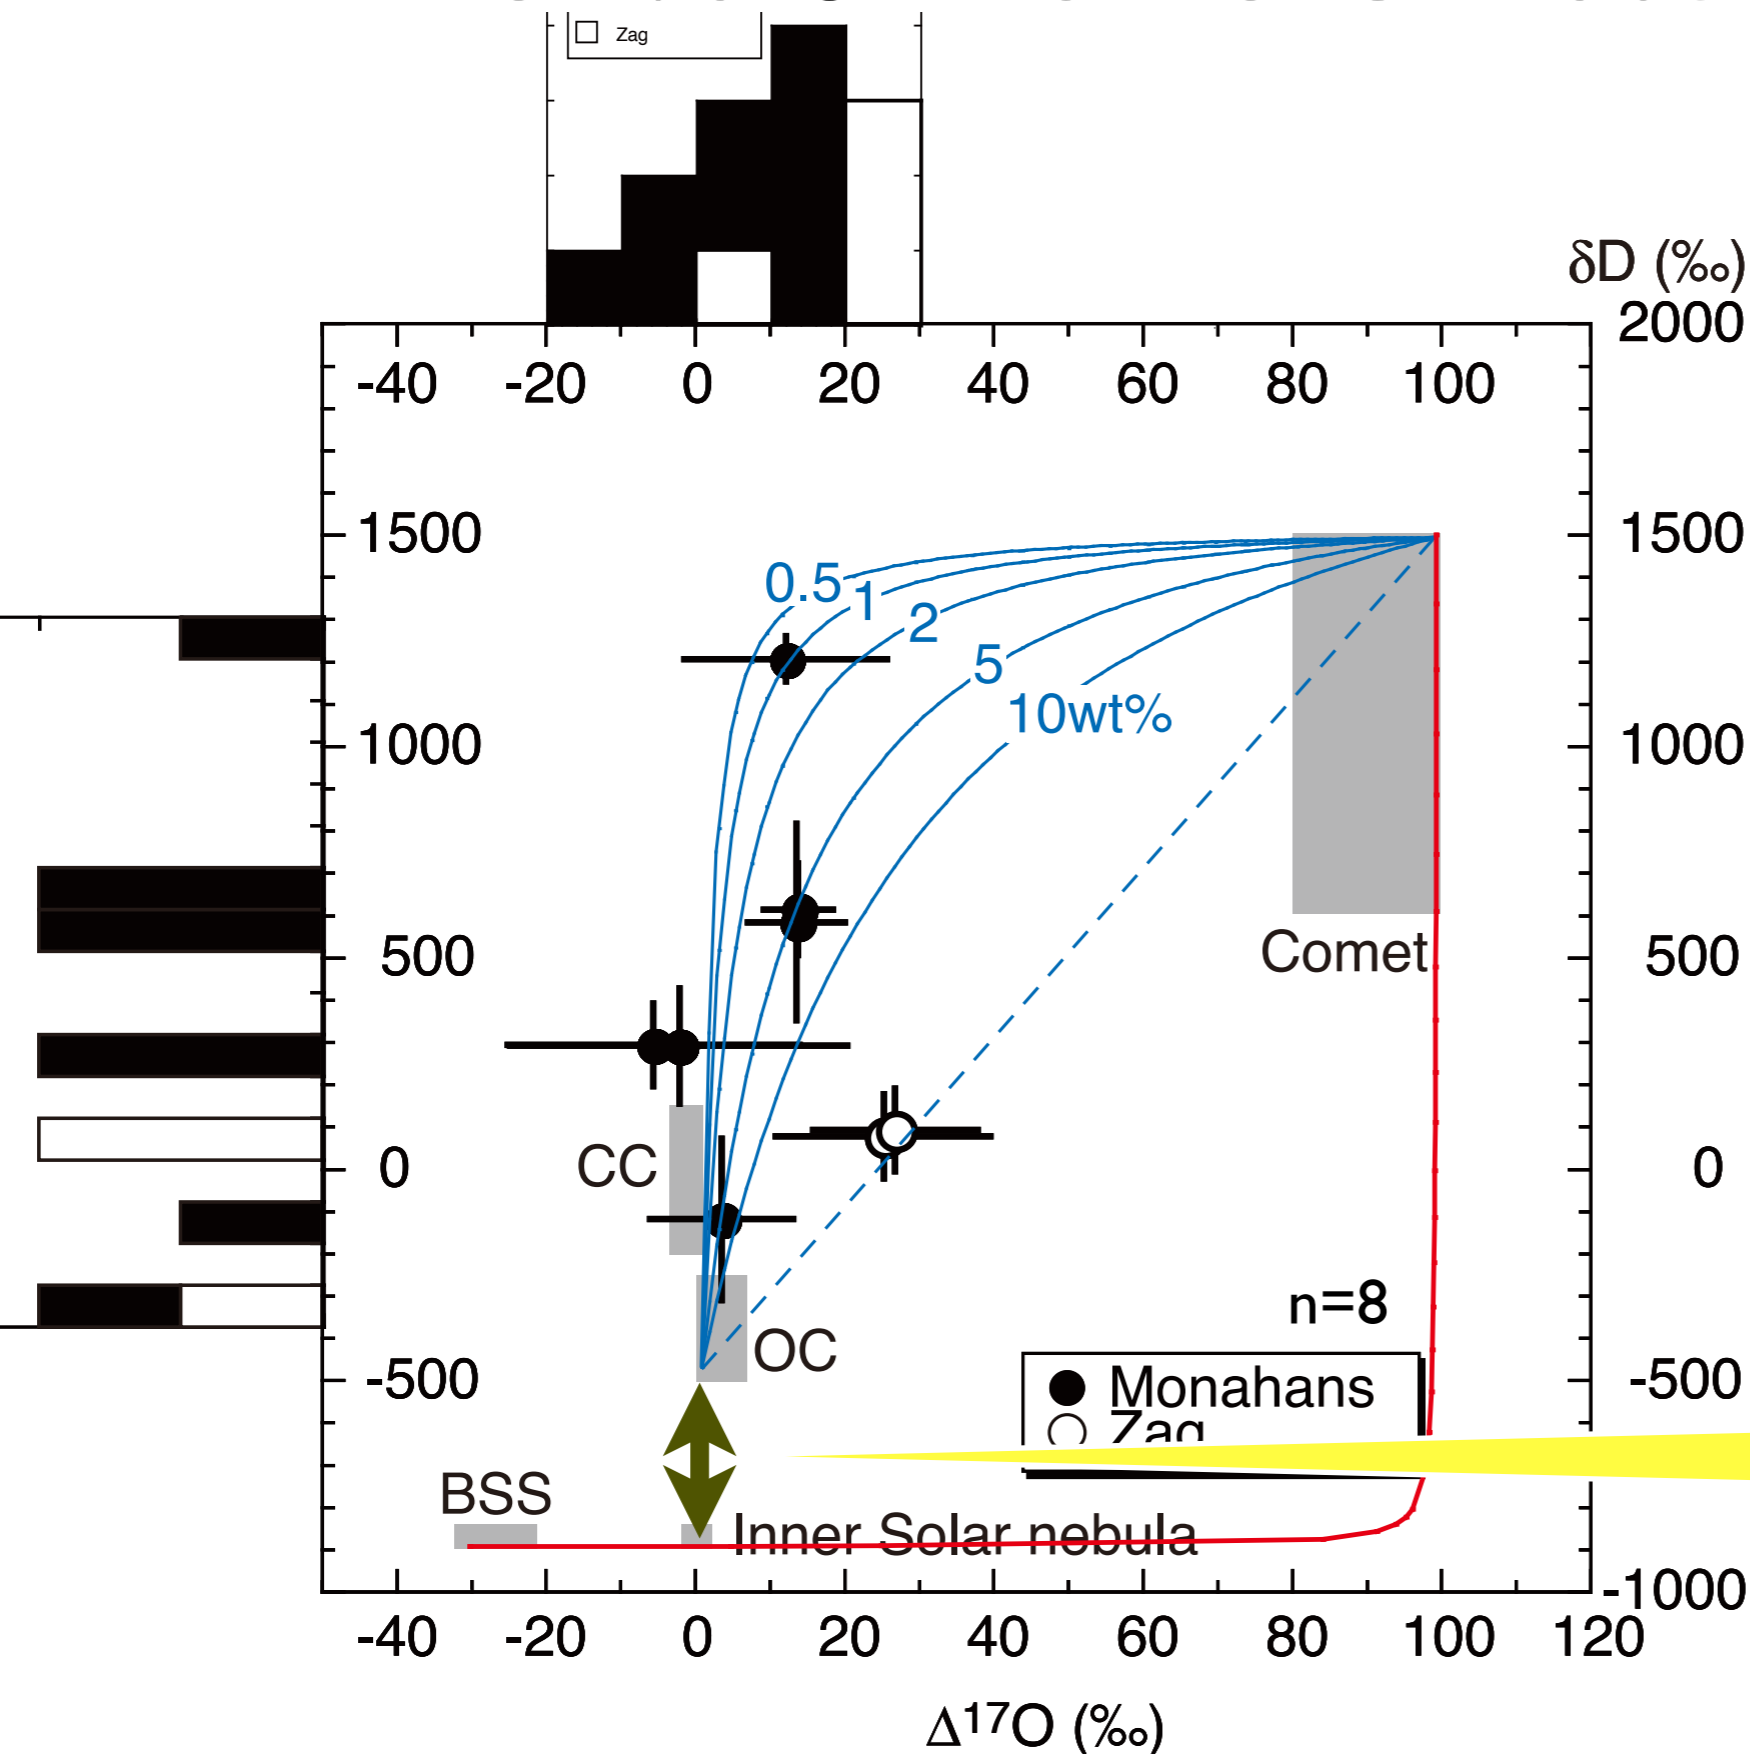 Zag
δD (‰)
2000
-40 -20 0 20 40 60 80 100
1500 1500
0.5 1 2 5 10wt%
1000 1000
500 Comet 500
CC 0 0
n=8
OC
-500 -500
Monahans
Zag
BSS
Inner Solar nebula
-1000
-40 -20 0 20 40 60 80 100 120
Δ¹⁷O (‰)